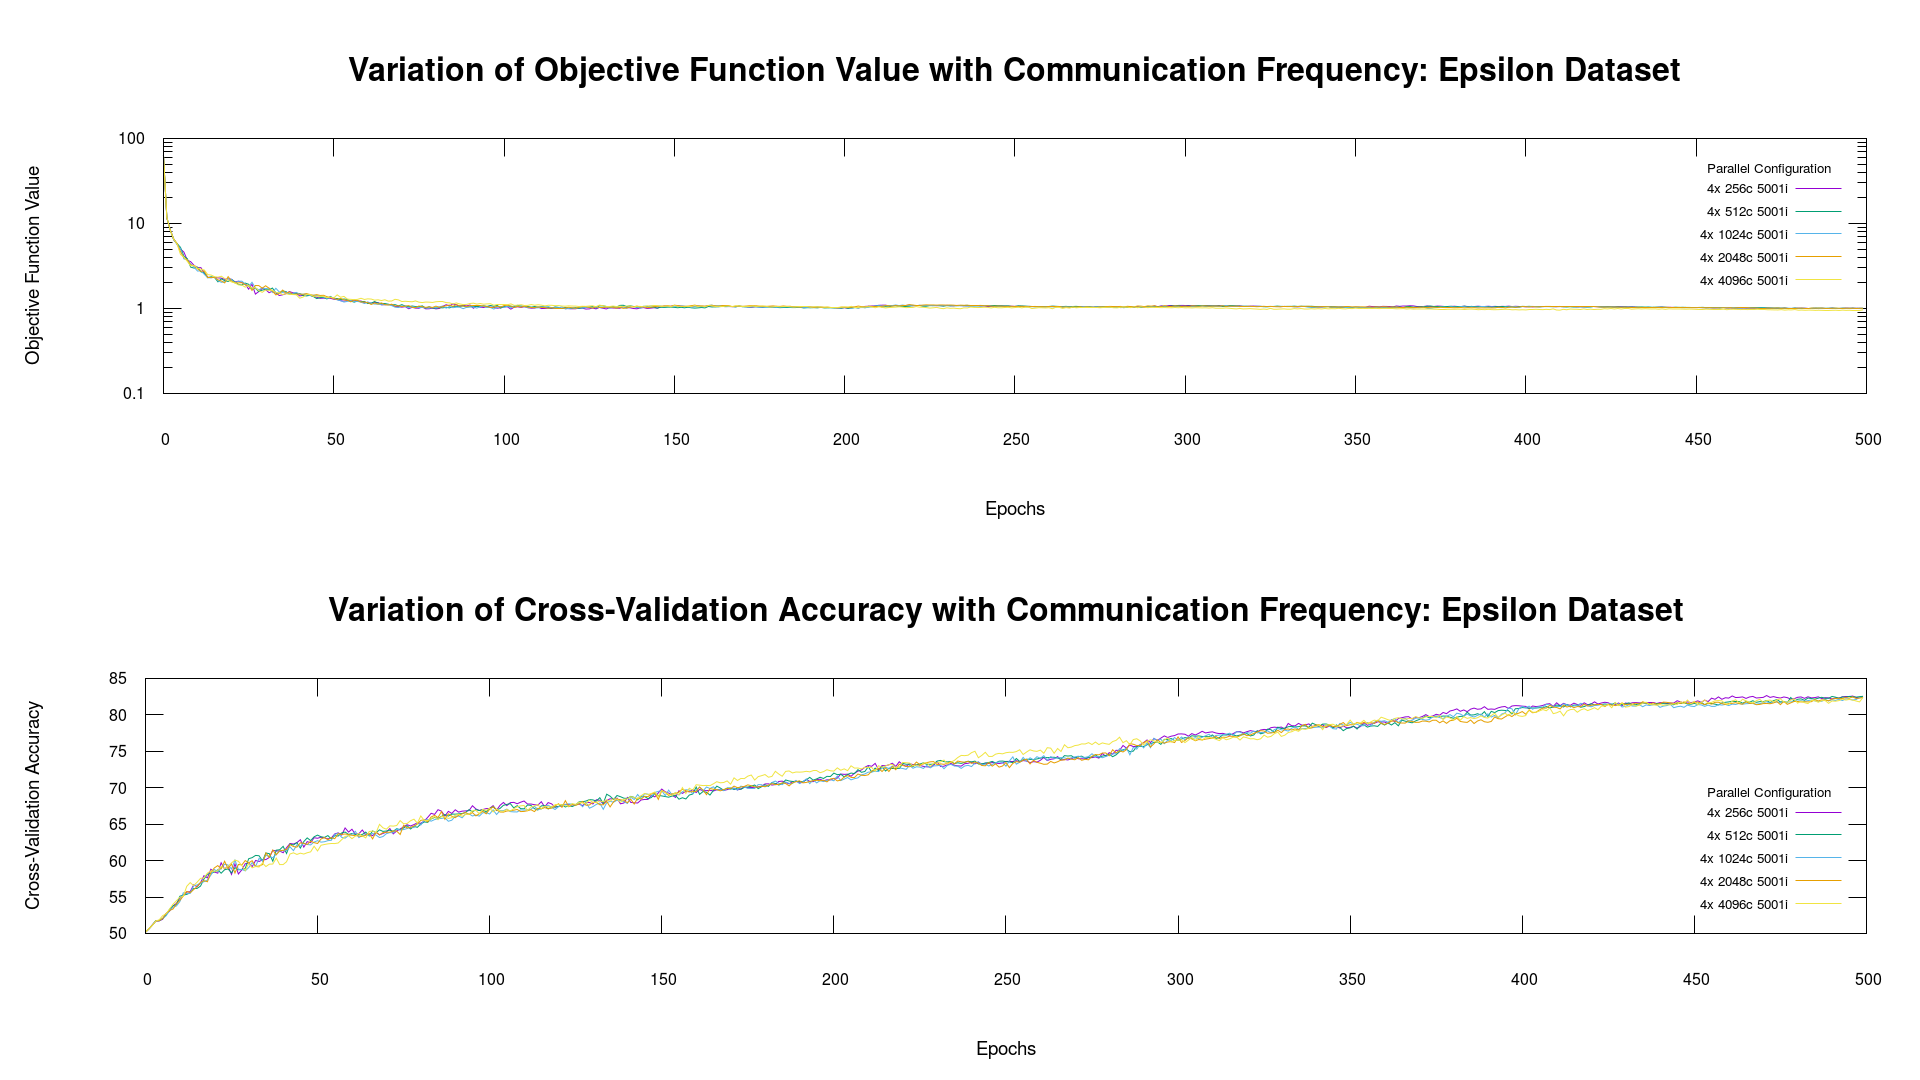 Variation of Objective Function Value with Communication Frequency: Epsilon Dataset
Objective Function Value
100
10
1
0.1
Parallel Configuration
4x 256c 5001i
4x 512c 5001i
4x 1024c 5001i
4x 2048c 5001i
4x 4096c 5001i
0 50 100 150 200 250 300 350 400 450 500
Epochs
Variation of Cross-Validation Accuracy with Communication Frequency: Epsilon Dataset
Cross-Validation Accuracy
85
80
75
70
65
60
55
50
Parallel Configuration
4x 256c 5001i
4x 512c 5001i
4x 1024c 5001i
4x 2048c 5001i
4x 4096c 5001i
0 50 100 150 200 250 300 350 400 450 500
Epochs